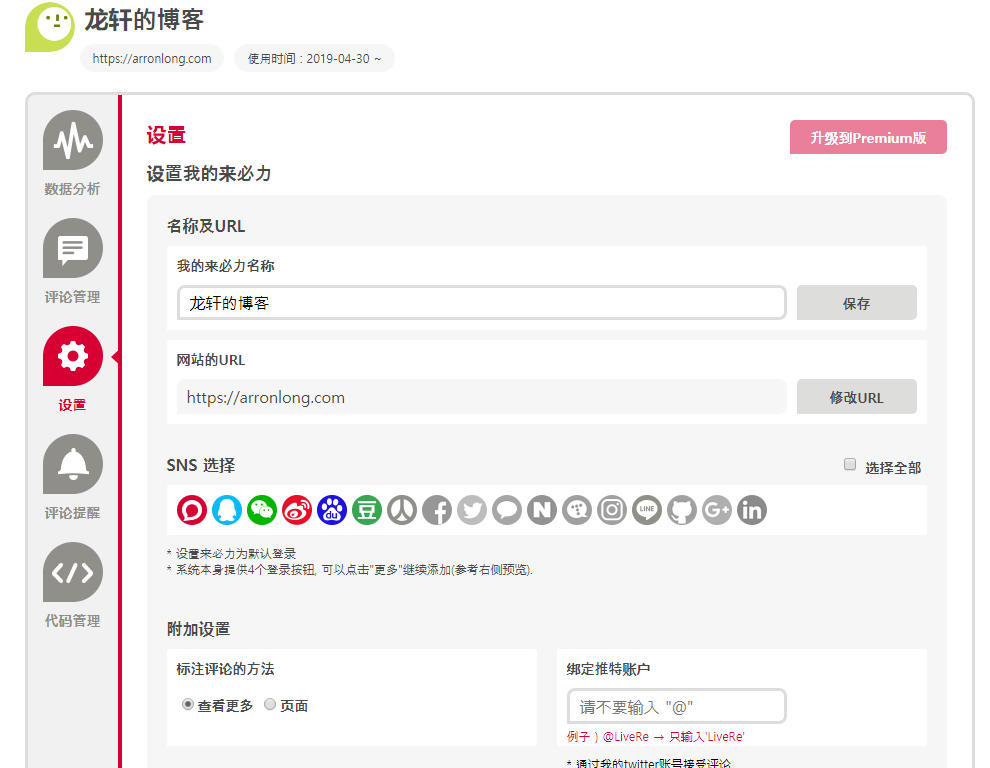 龙轩的博客
https://arronlong.com
使用时间 : 2019-04-30 ~
数据分析
评论管理
设置
评论提醒
代码管理
设置
升级到Premium版
设置我的来必力
名称及URL
我的来必力名称
龙轩的博客
保存
网站的URL
https://arronlong.com
修改URL
SNS 选择
选择全部
du
豆
f
N
LINE
G+
in
* 设置来必力为默认登录
* 系统本身提供4个登录按钮, 可以点击"更多"继续添加(参考右侧预览).
附加设置
标注评论的方法
查看更多
页面
绑定推特账户
请不要输入 "@"
例子 ) @LiveRe → 只输入'LiveRe'
* 通过我的twitter账号接受评论